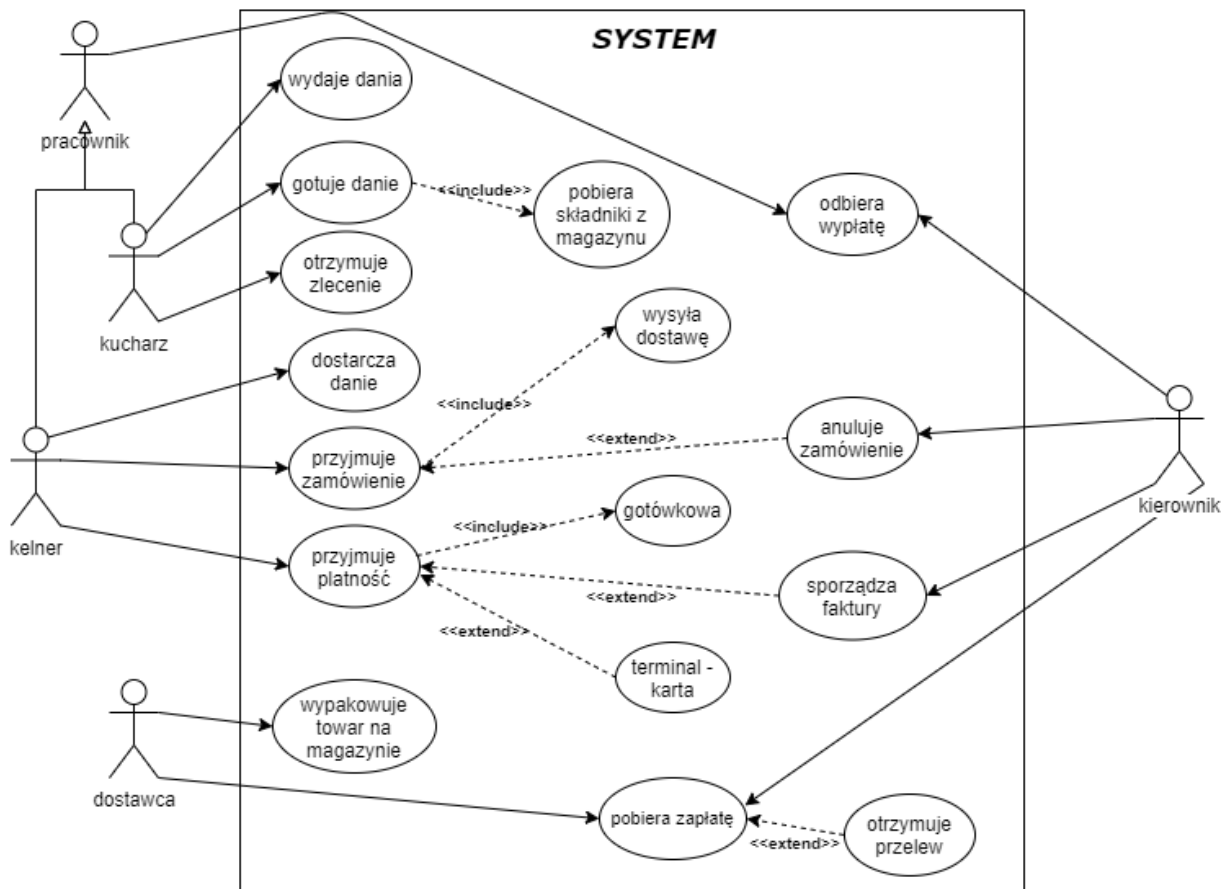 SYSTEM
wydaje dania
pracownik
gotuje danie
<<include>>
pobiera
składniki z
magazynu
odbiera
wypłatę
otrzymuje
zlecenie
kucharz
wysyła
dostawę
dostarcza
danie
<<include>>
anuluje
zamówienie
<<extend>>
przyjmuje
zamówienie
kierownik
gotówkowa
<<include>>
kelner
przyjmuje
płatność
sporządza
faktury
<<extend>>
<<extend>>
terminal -
karta
wypakowuje
towar na
magazynie
dostawca
pobiera zapłatę
otrzymuje
przelew
<<extend>>